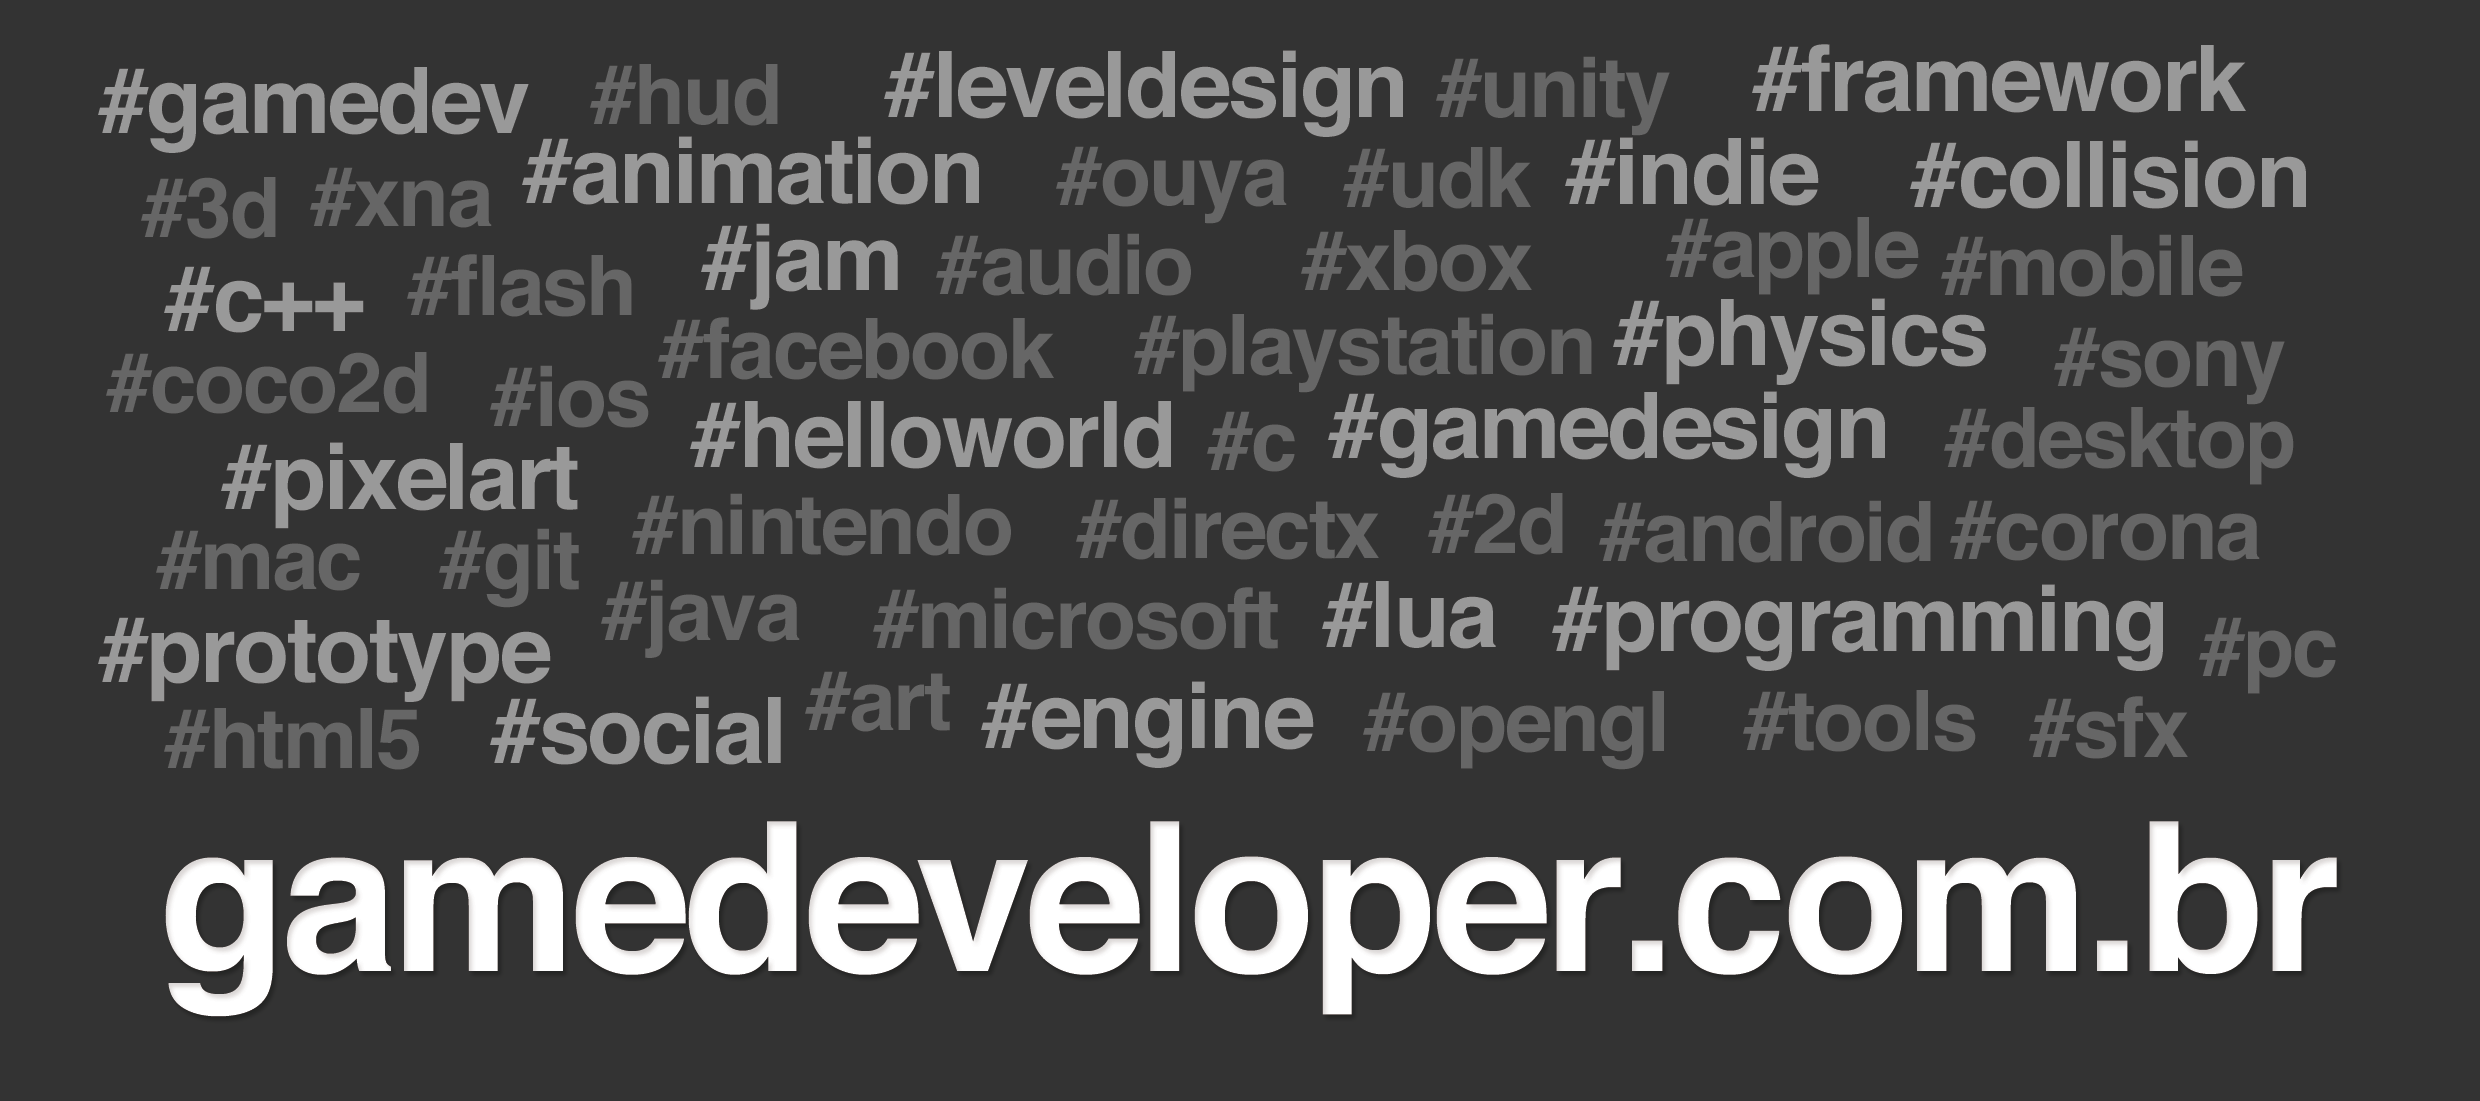 #gamedev #hud #leveldesign #unity #framework
#3d #xna #animation #ouya #udk #indie #collision
#c++ #flash #jam #audio #xbox #apple #mobile
#coco2d #ios #facebook #playstation #physics #sony
#pixelart #helloworld #c #gamedesign #desktop
#mac #git #nintendo #directx #2d #android #corona
#prototype #java #microsoft #lua #programming #pc
#html5 #social #art #engine #opengl #tools #sfx
gamedeveloper.com.br